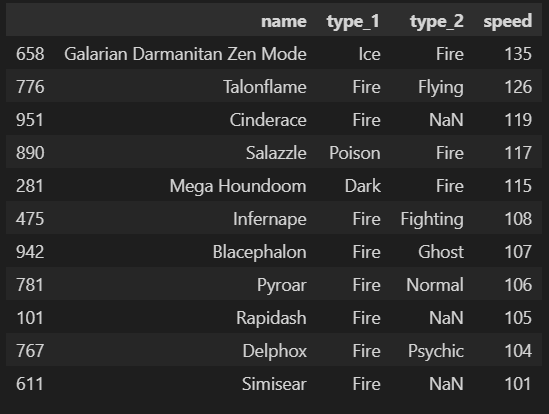 name type_1 type_2 speed
658 Galarian Darmanitan Zen Mode Ice Fire 135
776 Talonflame Fire Flying 126
951 Cinderace Fire NaN 119
890 Salazzle Poison Fire 117
281 Mega Houndoom Dark Fire 115
475 Infernape Fire Fighting 108
942 Blacephalon Fire Ghost 107
781 Pyroar Fire Normal 106
101 Rapidash Fire NaN 105
767 Delphox Fire Psychic 104
611 Simisear Fire NaN 101